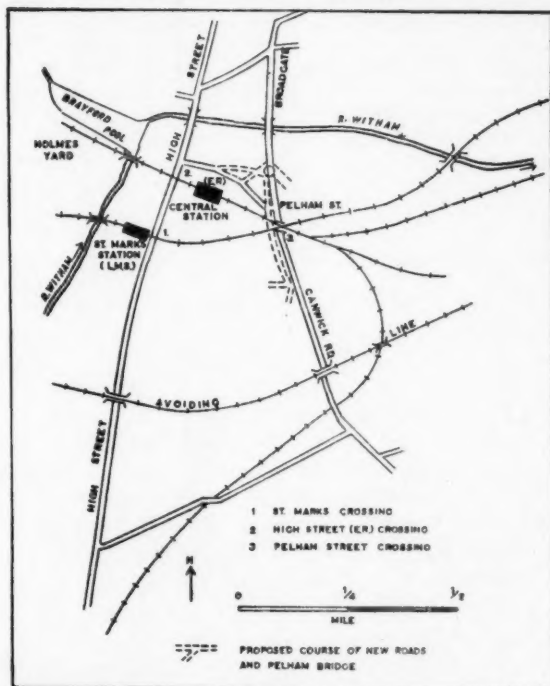 STREET
BROADGATE
BRAYFORD
POOL
R. WITHAM
HOLMES
YARD
HIGH
2.
(ER)
CENTRAL
STATION
PELHAM ST.
1.
3.
ST. MARKS
STATION
(L.M.S.)
R. WITHAM
CANWICK RD.
LINE
AVOIDING
HIGH STREET
1 ST. MARKS CROSSING
2 HIGH STREET (ER) CROSSING
3 PELHAM STREET CROSSING
N
0 1/4 1/2
MILE
PROPOSED COURSE OF NEW ROADS
AND PELHAM BRIDGE